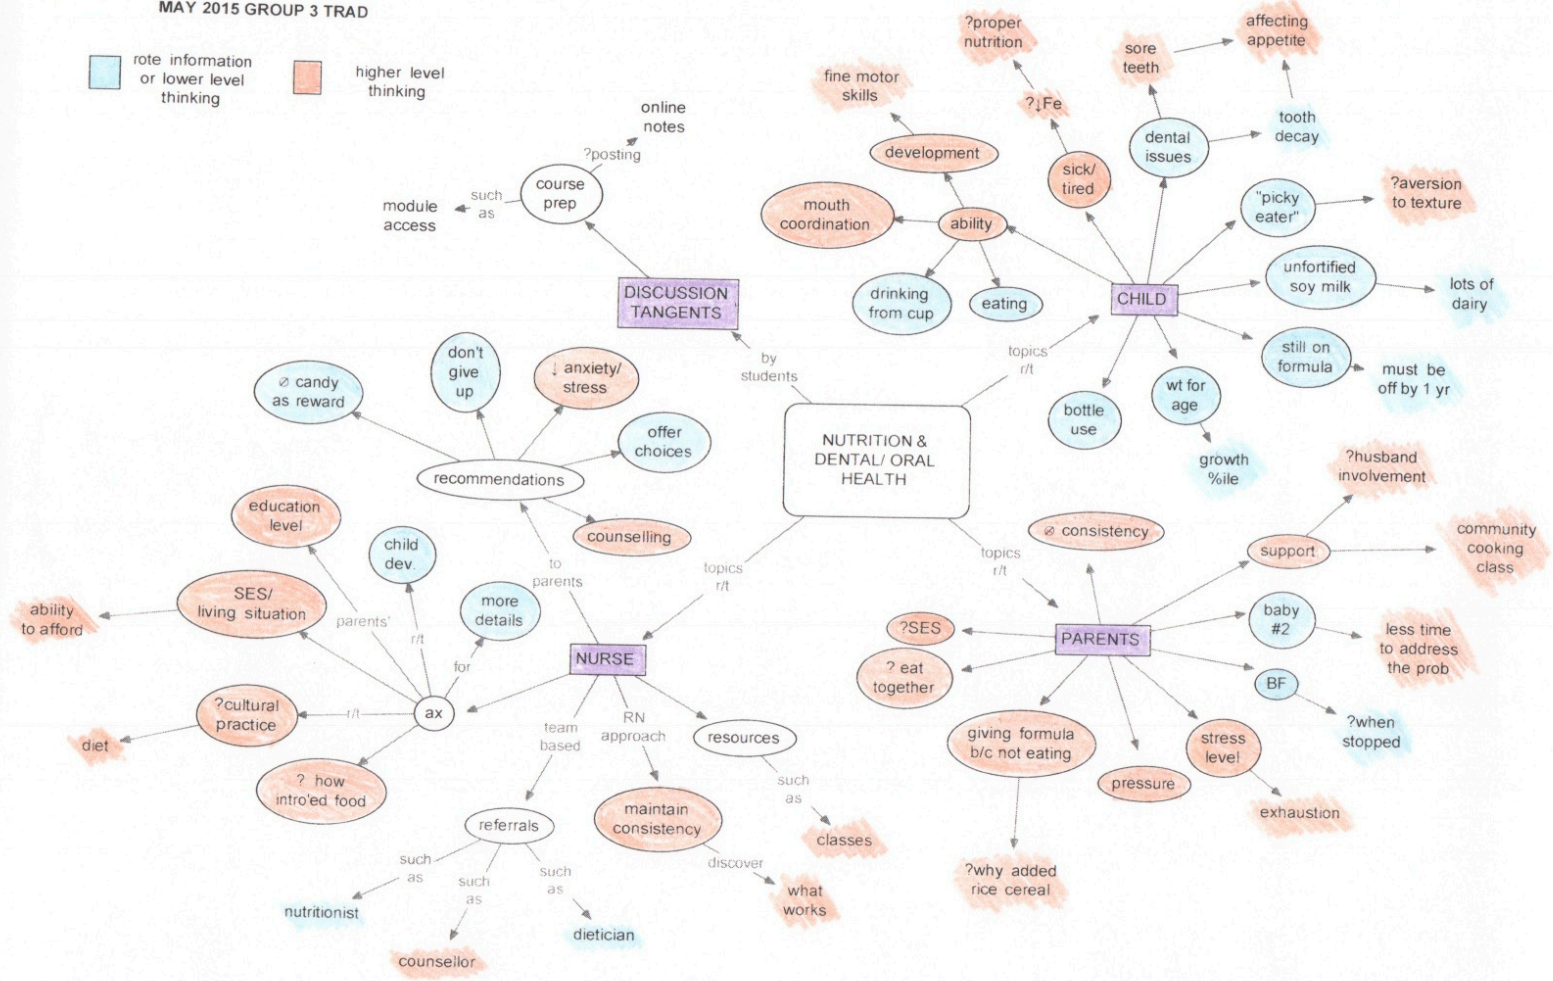 MAY 2015 GROUP 3 TRAD
rote information
or lower level
thinking
higher level
thinking
online
notes
?posting
course
prep
such
as
module
access
DISCUSSION
TANGENTS
by
students
NUTRITION &
DENTAL/ ORAL
HEALTH
topics
r/t
CHILD
?proper
nutrition
?↓Fe
sick/
tired
sore
teeth
affecting
appetite
tooth
decay
dental
issues
"picky
eater"
?aversion
to texture
unfortified
soy milk
lots of
dairy
still on
formula
must be
off by 1 yr
wt for
age
growth
%ile
bottle
use
fine motor
skills
development
mouth
coordination
ability
drinking
from cup
eating
topics
r/t
PARENTS
∅ consistency
support
?husband
involvement
community
cooking
class
baby
#2
less time
to address
the prob
BF
?when
stopped
stress
level
exhaustion
pressure
giving formula
b/c not eating
?why added
rice cereal
?SES
? eat
together
topics
r/t
NURSE
to
parents
recommendations
∅ candy
as reward
don't
give
up
↓ anxiety/
stress
offer
choices
counselling
ax
for
more
details
r/t
child
dev.
parents'
education
level
SES/
living situation
ability
to afford
r/t
?cultural
practice
diet
? how
intro'ed food
team
based
referrals
such
as
nutritionist
such
as
counsellor
such
as
dietician
RN
approach
maintain
consistency
discover
what
works
resources
such
as
classes